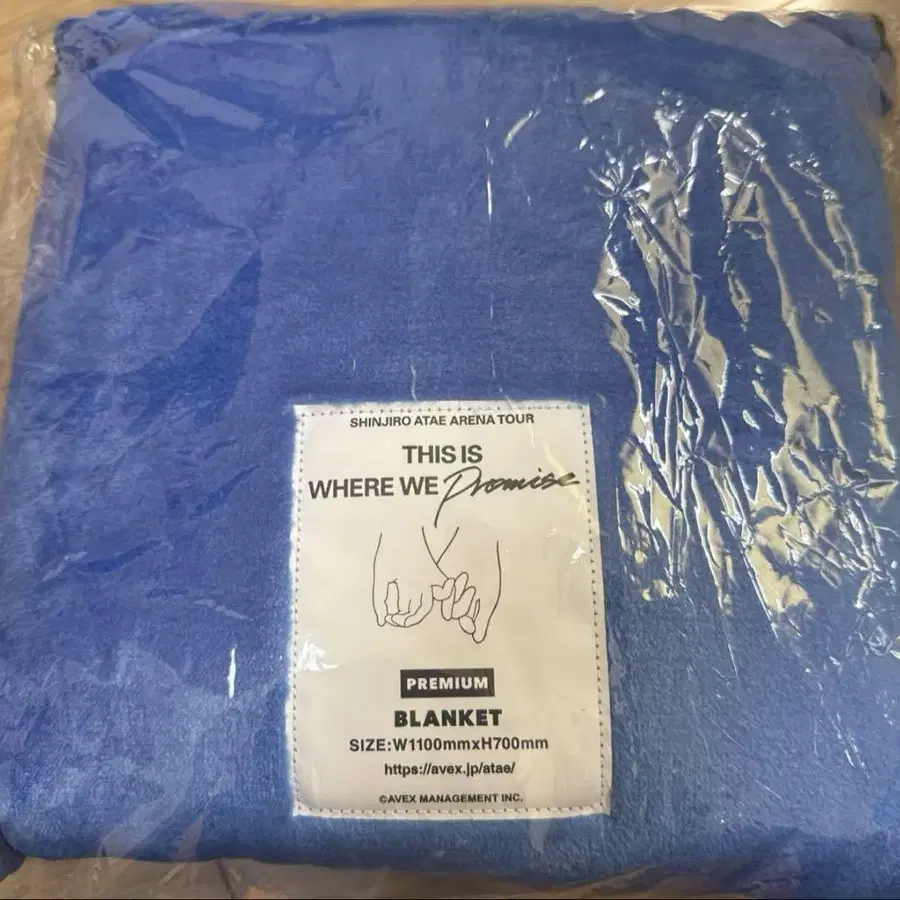 SHINJIRO ATAE ARENA TOUR
THIS IS
WHERE WE Promise
PREMIUM
BLANKET
SIZE:W1100mmxH700mm
https://avex.jp/atae/
©AVEX MANAGEMENT INC.